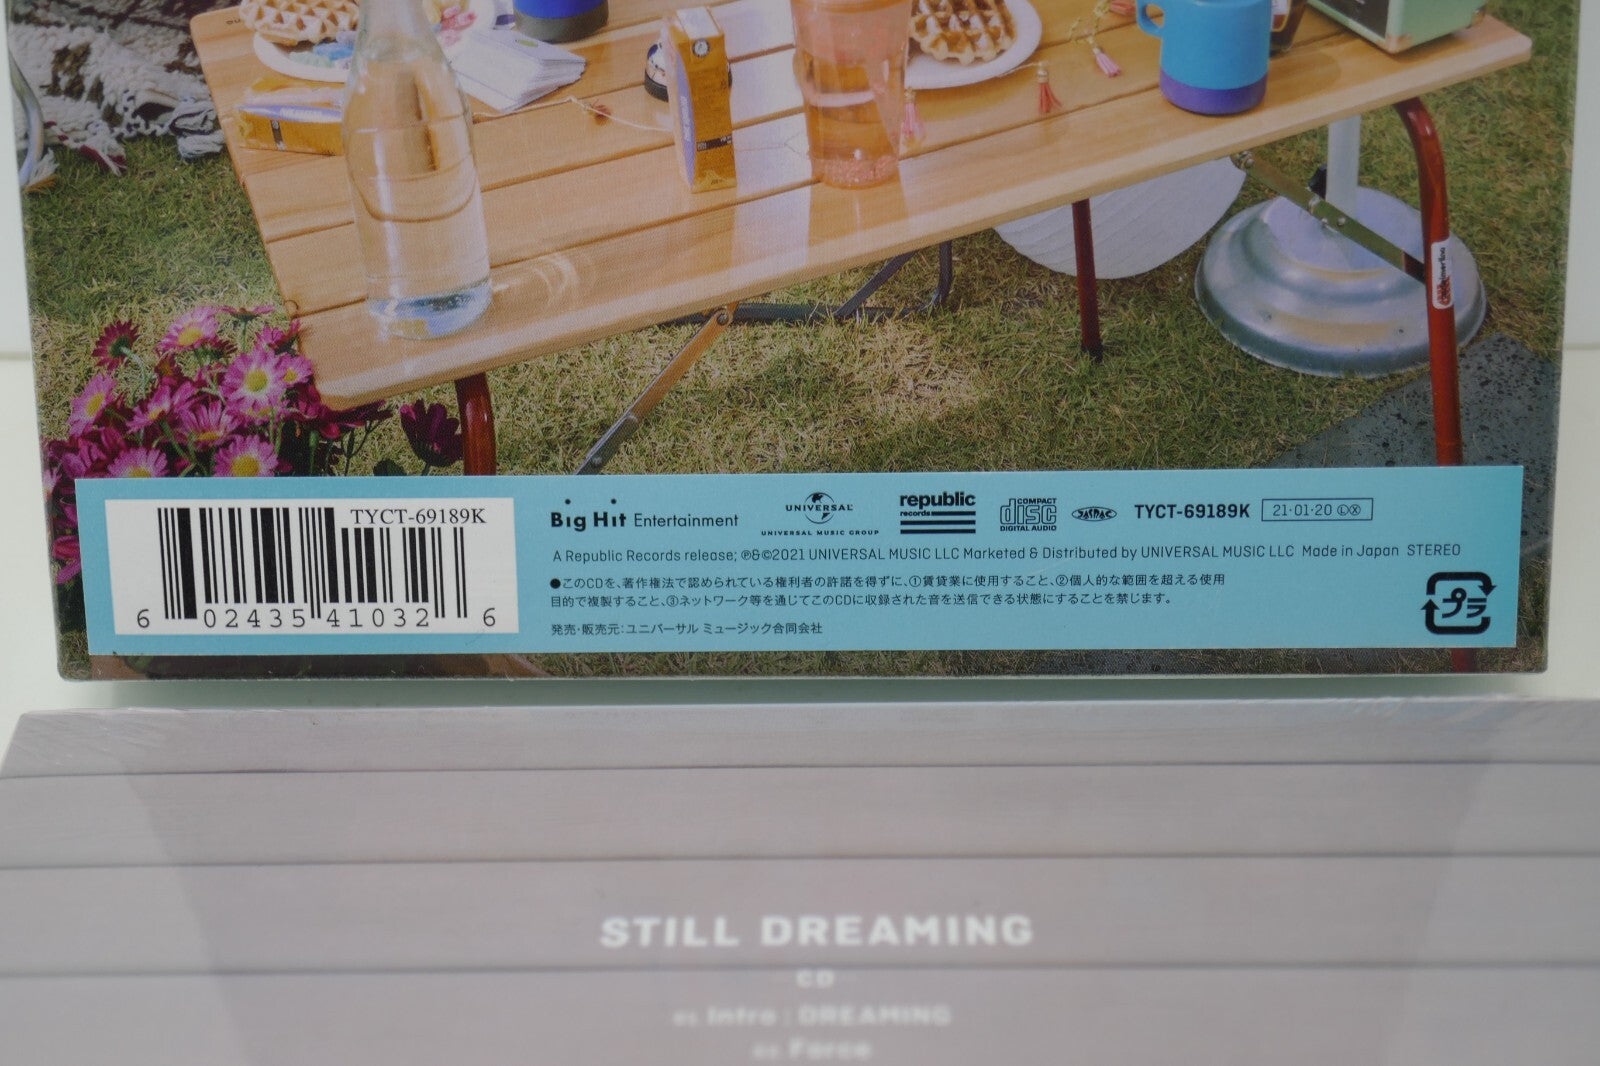 TYCT-69189K
6 02435 41032 6
Big Hit Entertainment
UNIVERSAL
UNIVERSAL MUSIC GROUP
republic
records
COMPACT
disc
DIGITAL AUDIO
JASRAC
TYCT-69189K
21·01·20 Ⓛ Ⓧ
A Republic Records release; ℗&©2021 UNIVERSAL MUSIC LLC Marketed & Distributed by UNIVERSAL MUSIC LLC Made in Japan STEREO
●このCDを、著作権法で認められている権利者の許諾を得ずに、①賃貸業に使用すること、②個人的な範囲を超える使用
目的で複製すること、③ネットワーク等を通じてこのCDに収録された音を送信できる状態にすることを禁じます。
発売・販売元:ユニバーサル ミュージック合同会社
プラ
STILL DREAMING
CD
01. Intro : DREAMING
02. Force